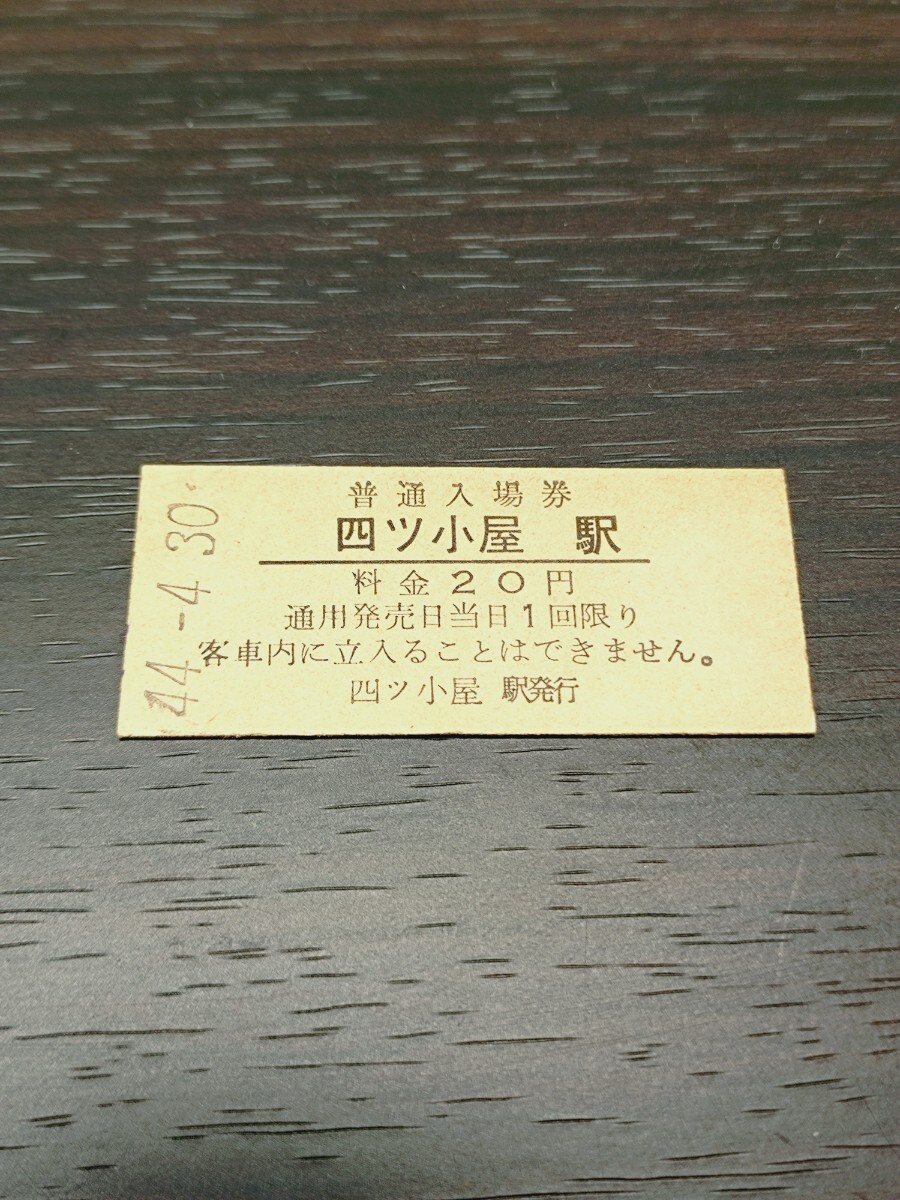 普通入場券
四ツ小屋 駅
料金20円
通用発売日当日1回限り
客車内に立入ることはできません。
四ッ小屋 駅発行
44-4 30